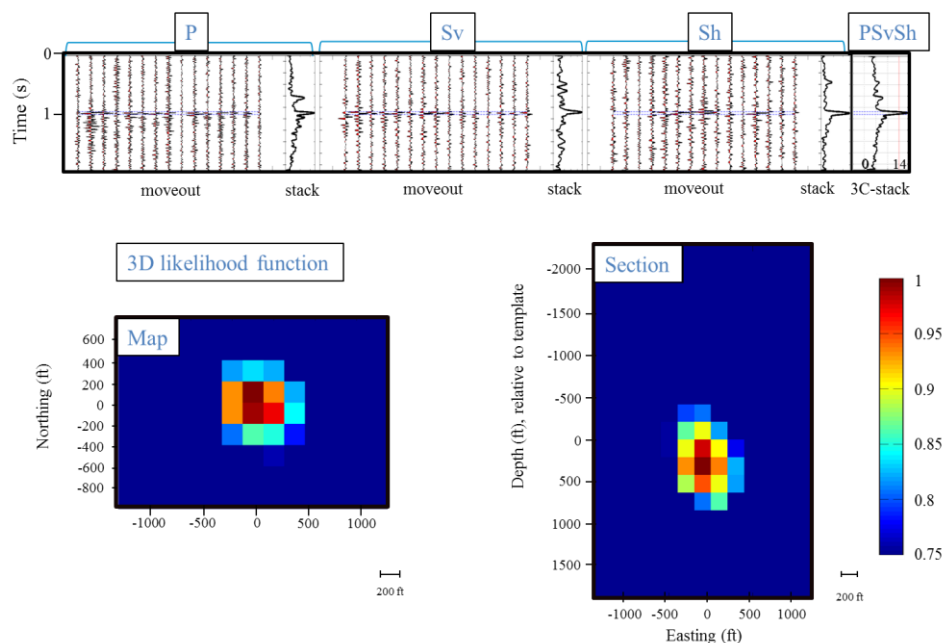 P Sv Sh PSvSh
0
Time (s)
1
0 14
moveout stack moveout stack moveout stack 3C-stack
3D likelihood function
Map
Northing (ft)
600
400
200
0
-200
-400
-600
-800
-1000 -500 0 500 1000
200 ft
Section
Depth (ft), relative to template
-2000
-1500
-1000
-500
0
500
1000
1500
-1000 -500 0 500 1000
Easting (ft)
200 ft
1
0.95
0.9
0.85
0.8
0.75